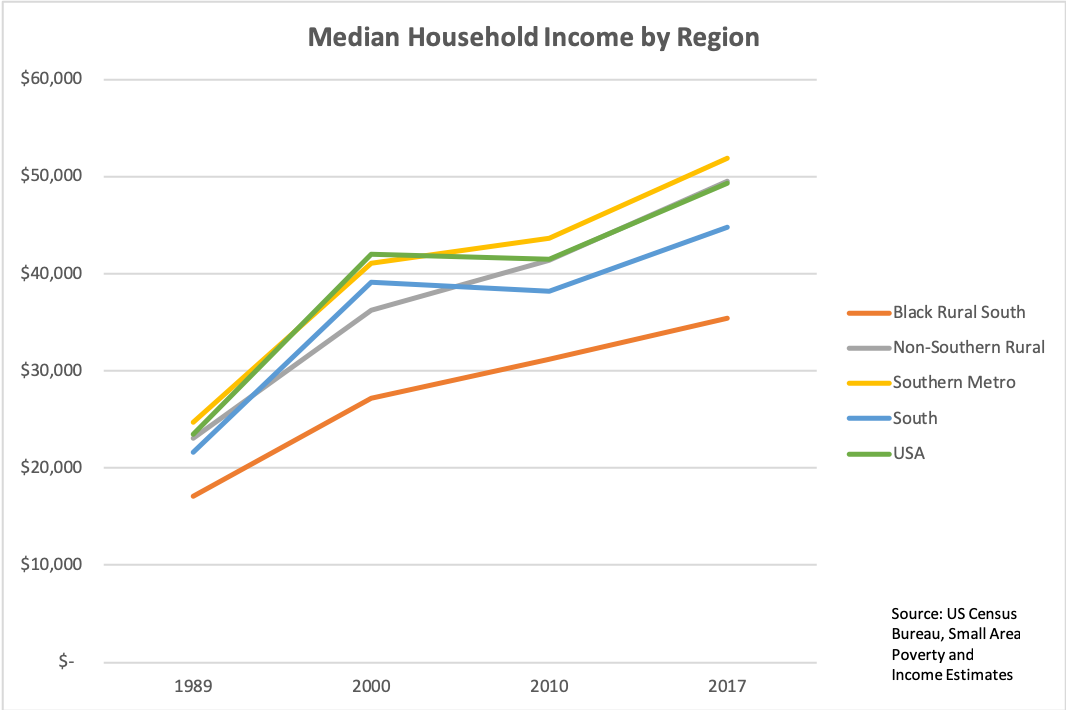 Median Household Income by Region
$60,000
$50,000
$40,000
$30,000
$20,000
$10,000
$-
1989 2000 2010 2017
Black Rural South
Non-Southern Rural
Southern Metro
South
USA
Source: US Census
Bureau, Small Area
Poverty and
Income Estimates